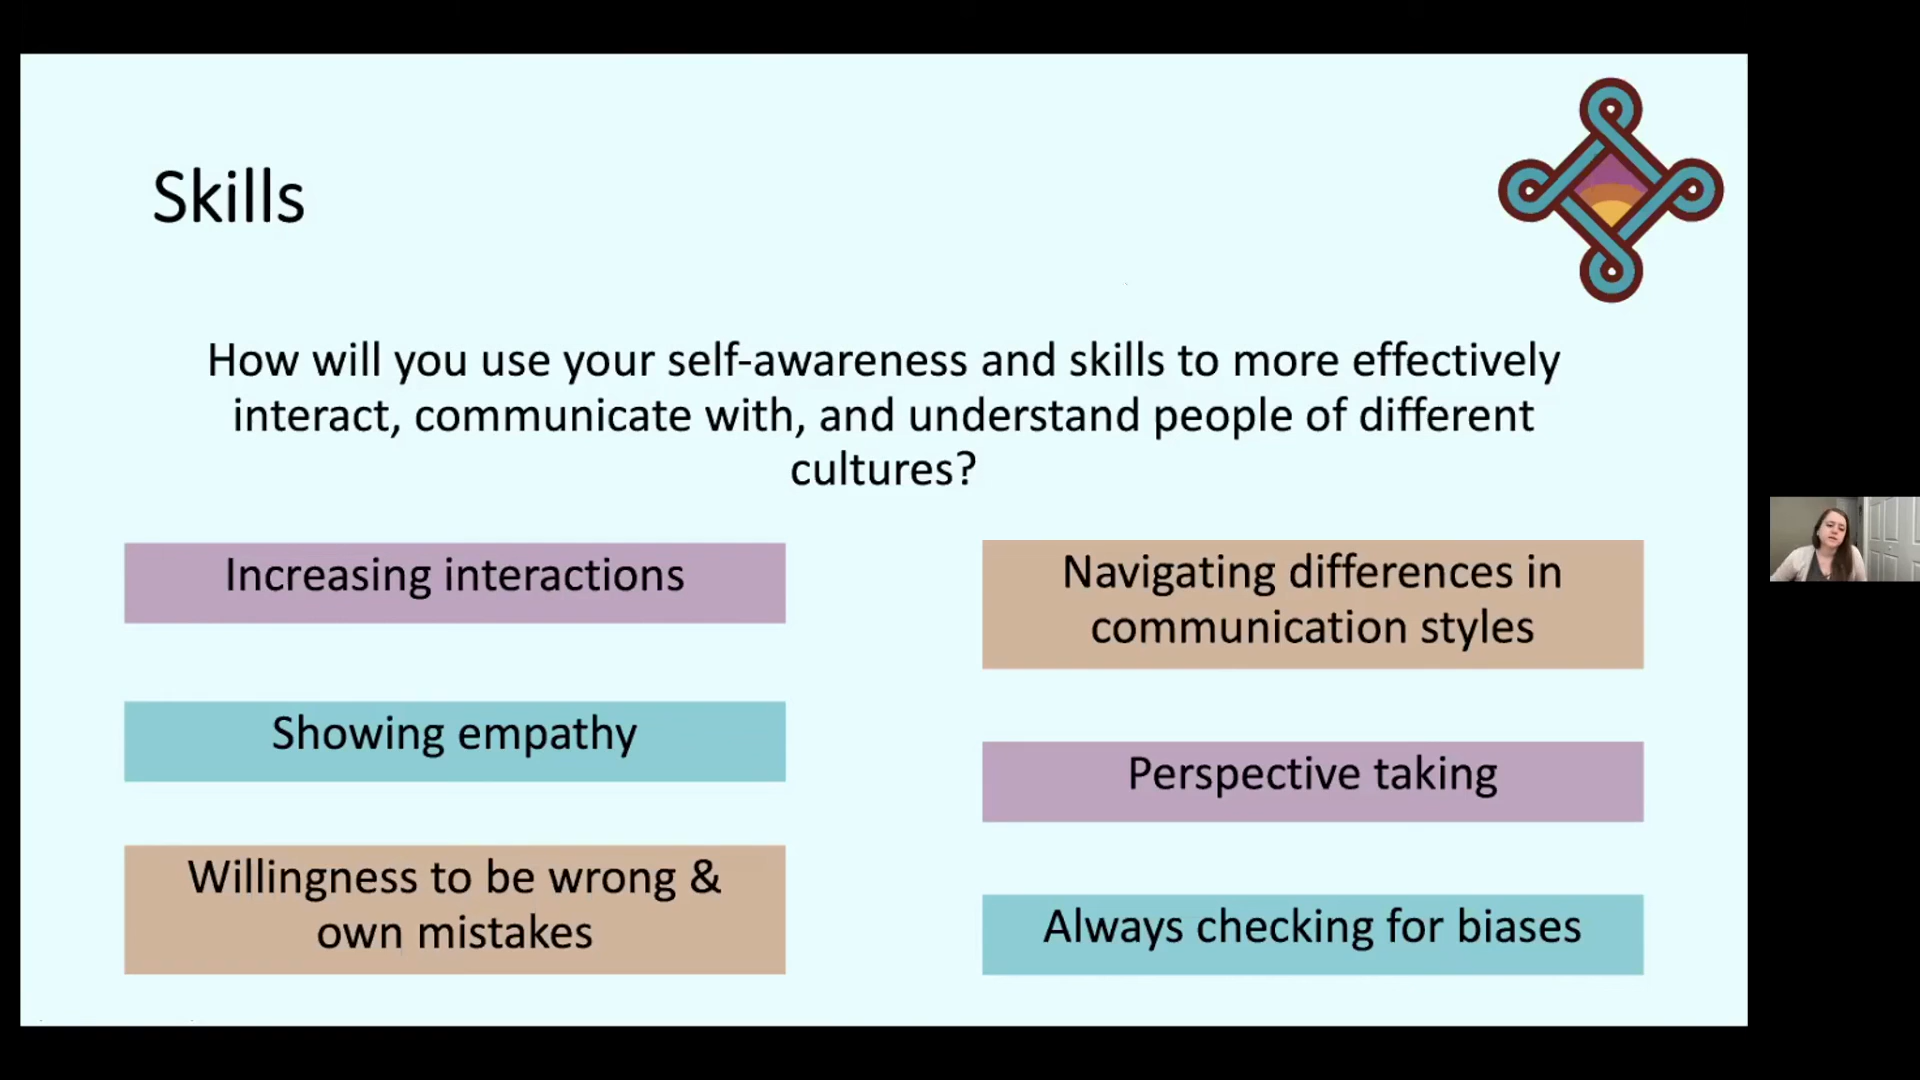 Skills
How will you use your self-awareness and skills to more effectively
interact, communicate with, and understand people of different
cultures?
Increasing interactions
Showing empathy
Willingness to be wrong &
own mistakes
Navigating differences in
communication styles
Perspective taking
Always checking for biases